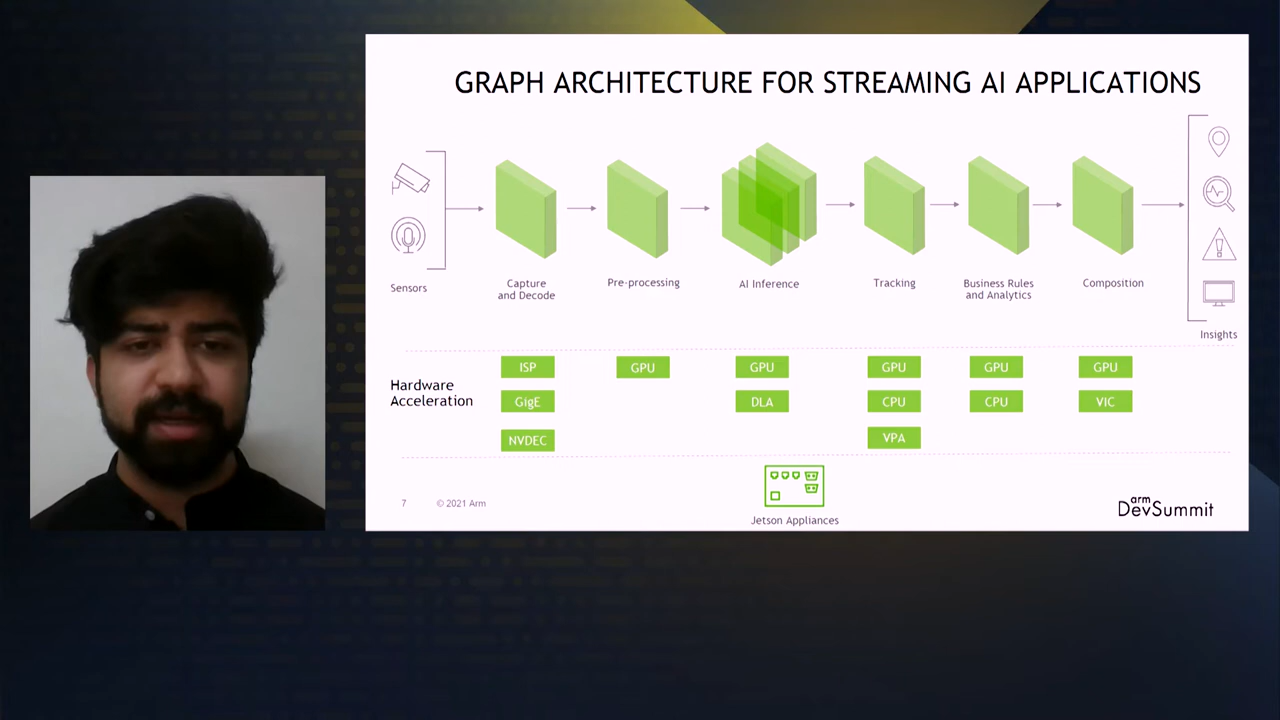 GRAPH ARCHITECTURE FOR STREAMING AI APPLICATIONS
Sensors
Capture
and Decode
Pre-processing
AI Inference
Tracking
Business Rules
and Analytics
Composition
Insights
Hardware
Acceleration
ISP
GigE
NVDEC
GPU
GPU
DLA
GPU
CPU
VPA
GPU
CPU
GPU
VIC
Jetson Appliances
7
© 2021 Arm
arm
DevSummit